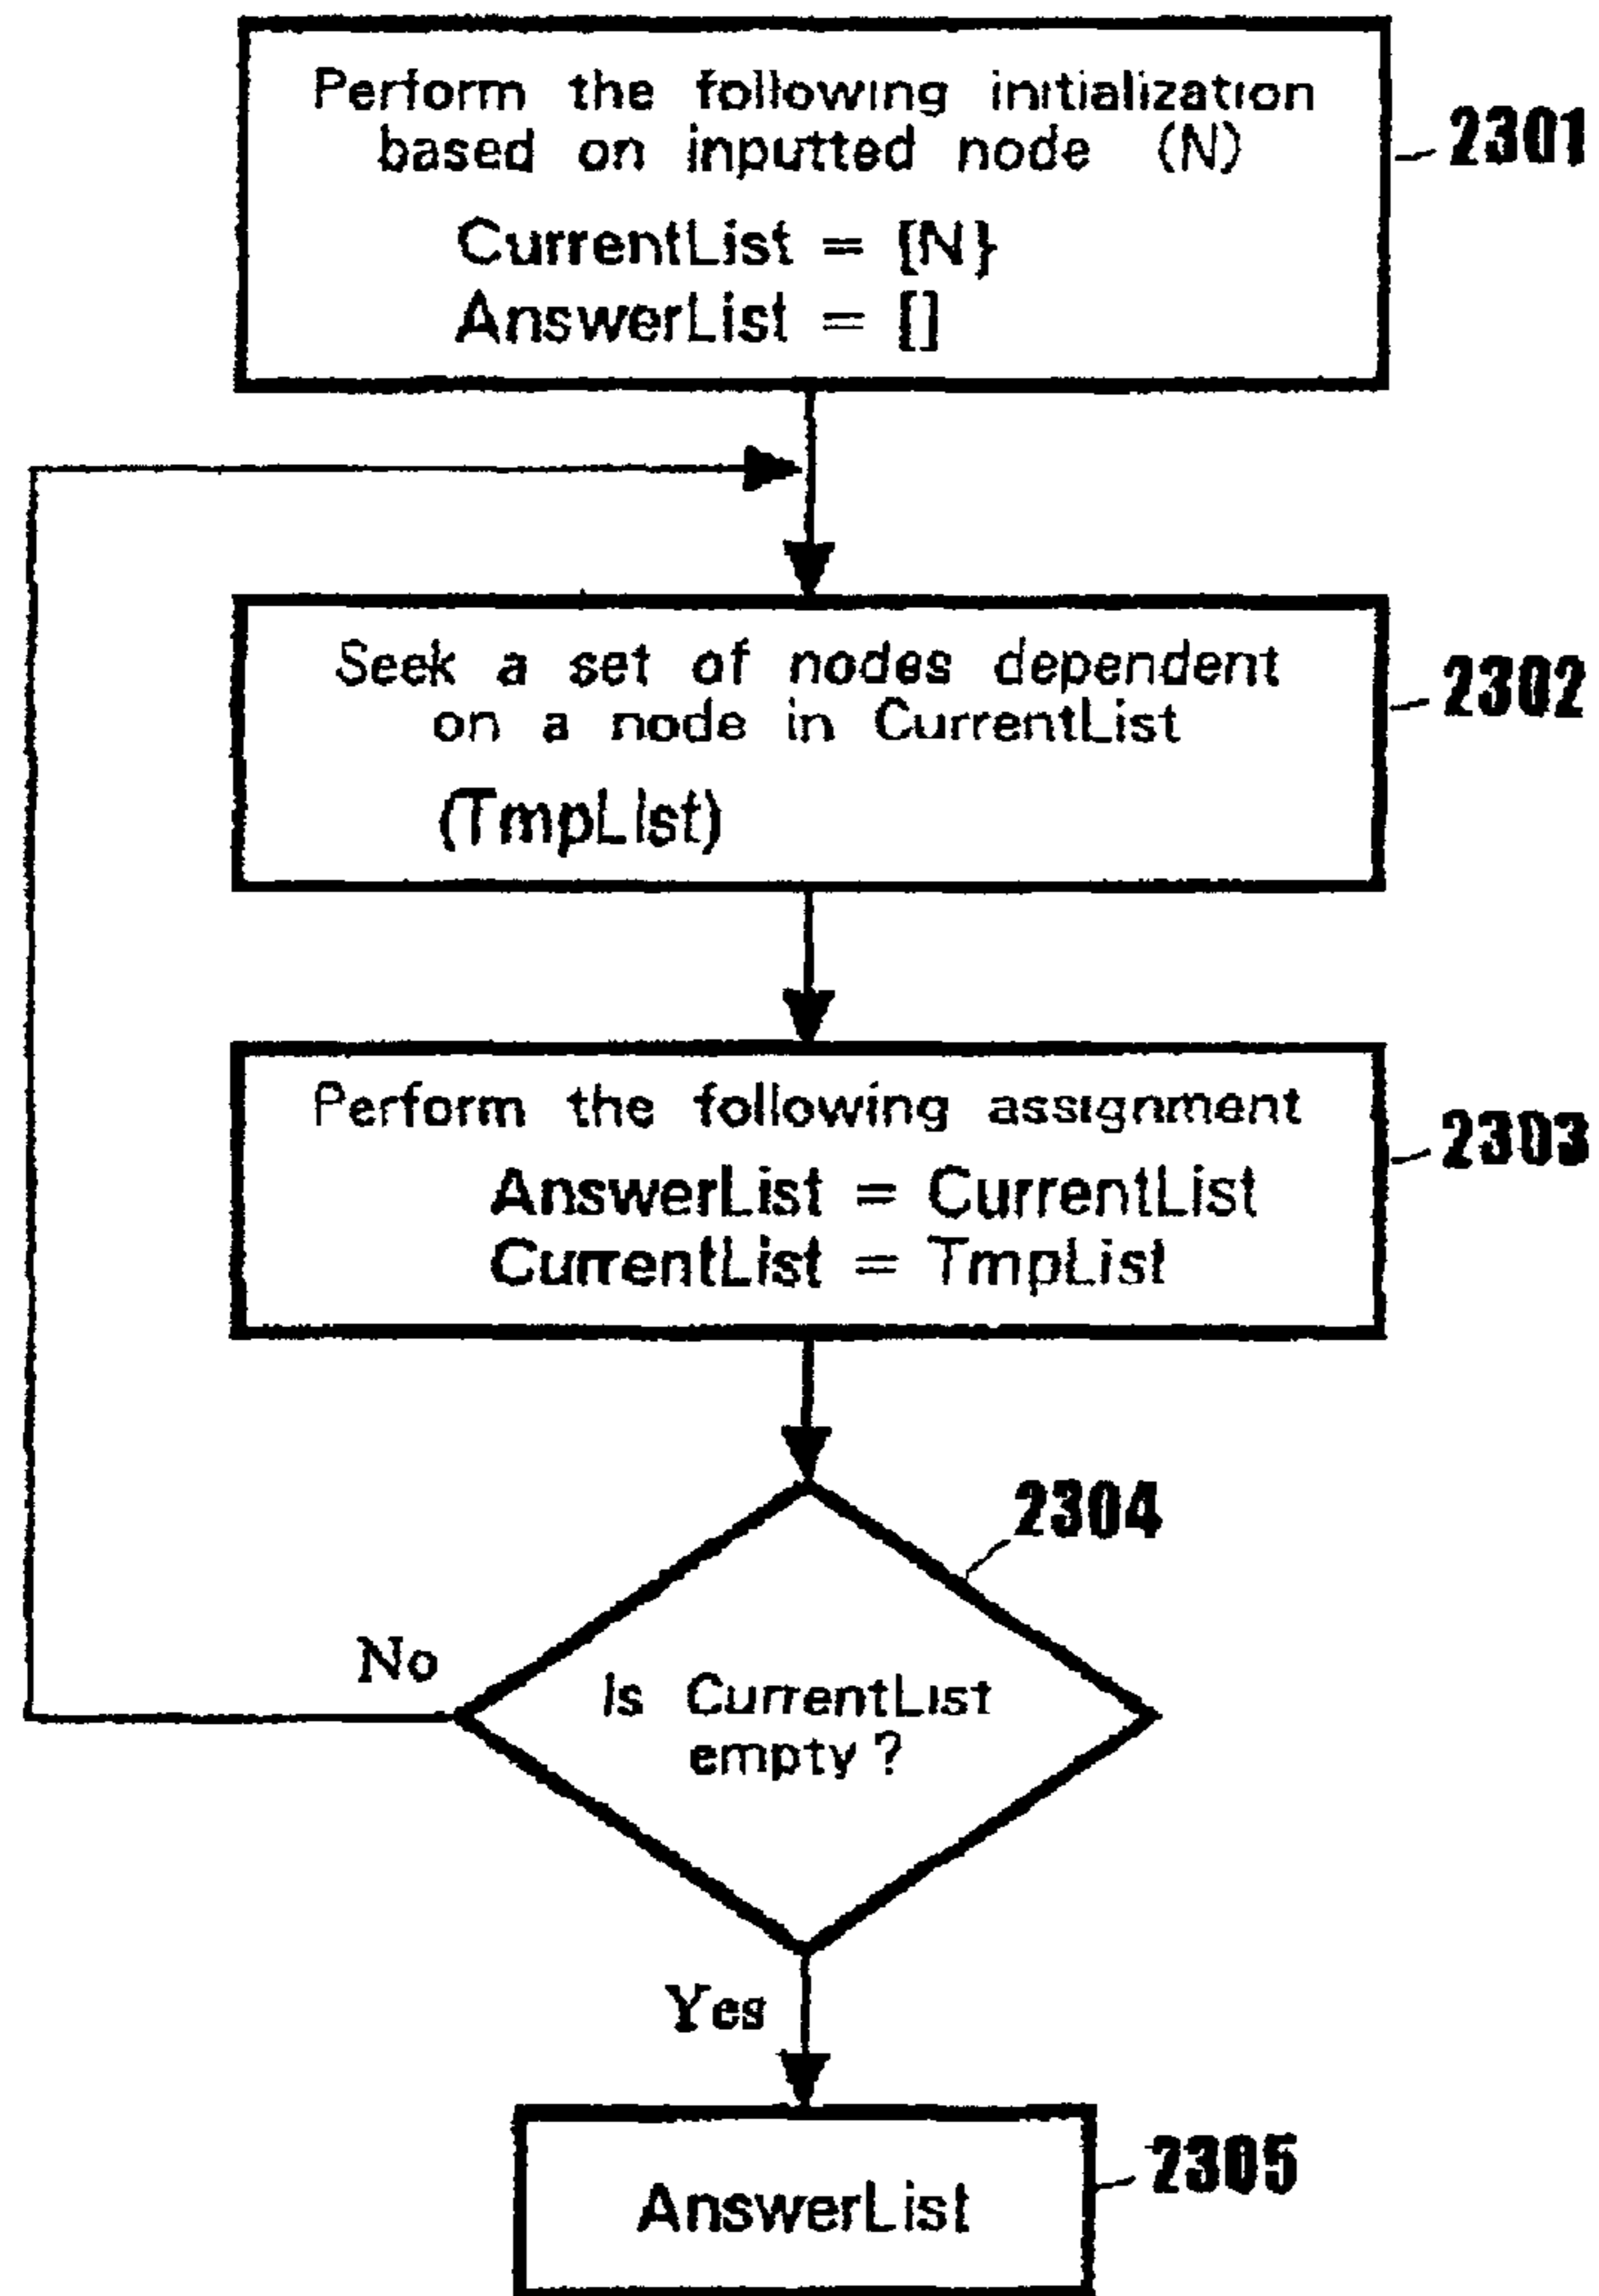 Perform the following initialization
based on inputted node (N)
2301
CurrentList = {N}
AnswerList = []
Seek a set of nodes dependent
on a node in CurrentList
2302
(TmpList)
Perform the following assignment
2303
AnswerList = CurrentList
CurrentList = TmpList
2304
No
Is CurrentList
empty?
Yes
2305
AnswerList